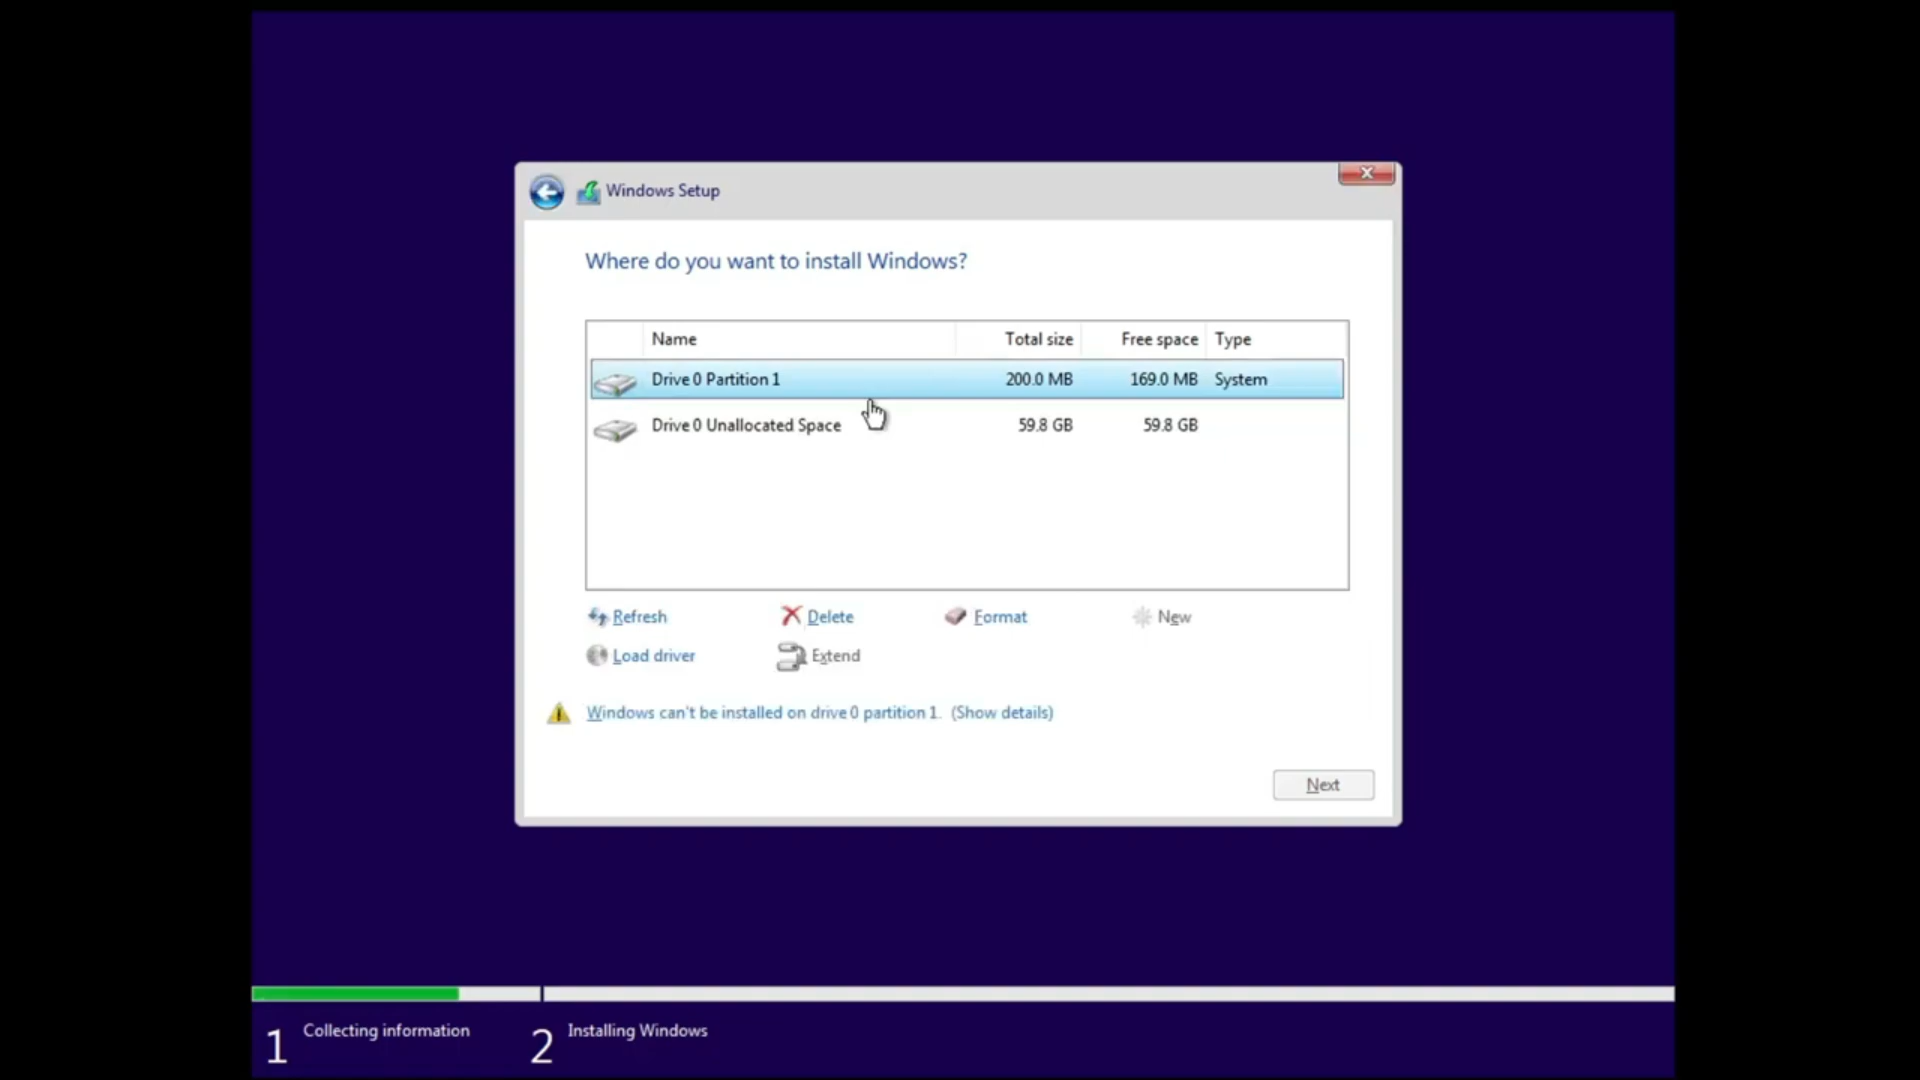 Windows Setup
Where do you want to install Windows?
Name Total size Free space Type
Drive 0 Partition 1 200.0 MB 169.0 MB System
Drive 0 Unallocated Space 59.8 GB 59.8 GB
Refresh Delete Format New
Load driver Extend
Windows can't be installed on drive 0 partition 1. (Show details)
Next
1 Collecting information 2 Installing Windows